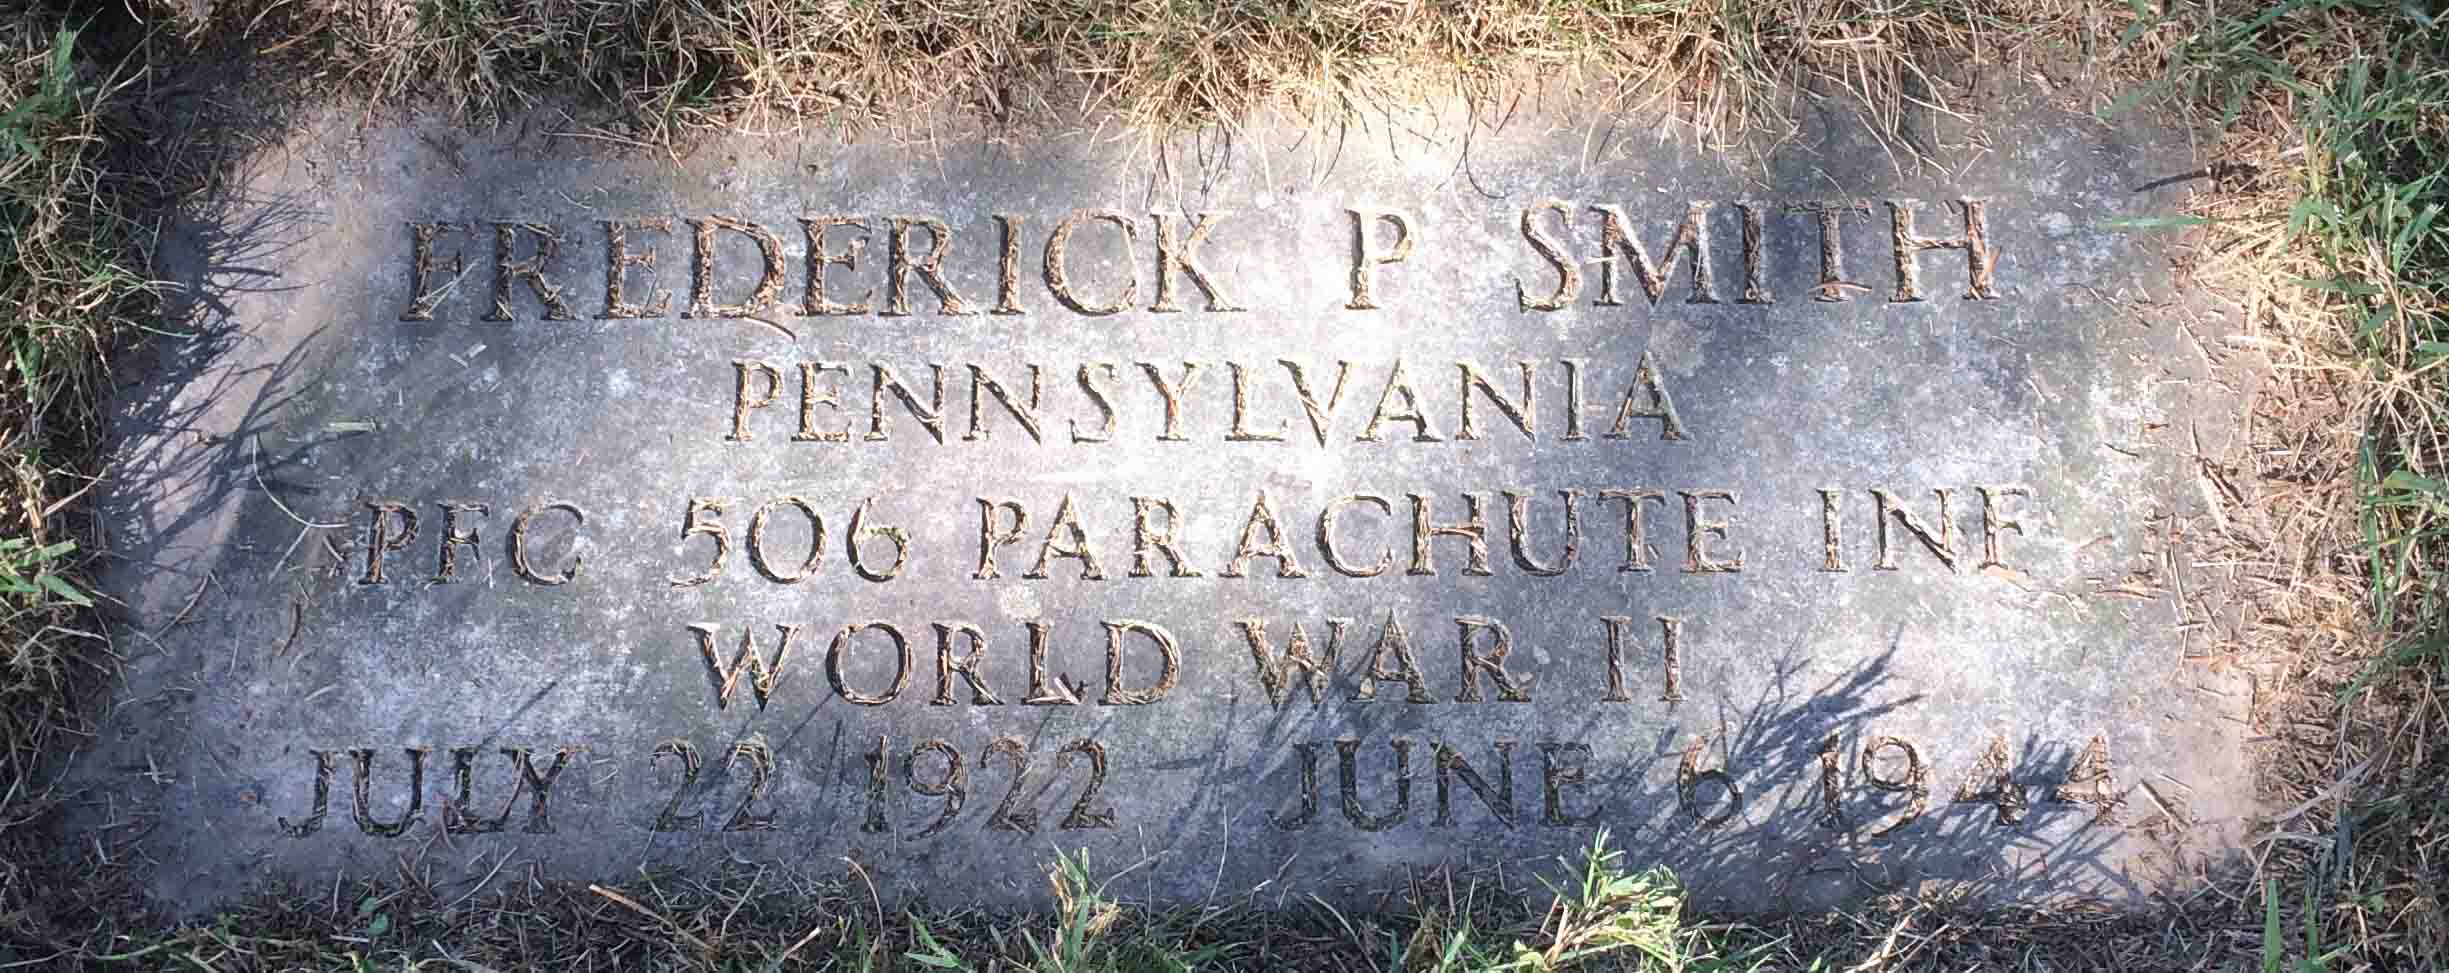 FREDERICK P SMITH
PENNSYLVANIA
PFC 506 PARACHUTE INF
WORLD WAR II
JULY 22 1922 JUNE 6 1944